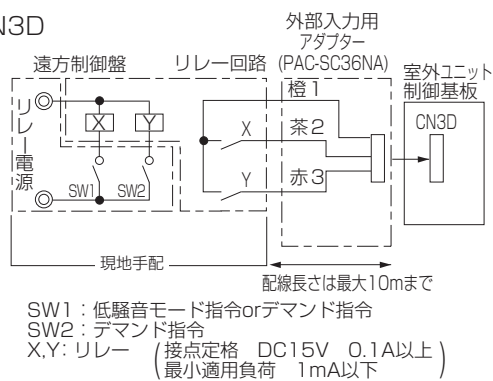 CN3D
外部入力用
アダプター
(PAC-SC36NA)
遠方制御盤
リレー回路
室外ユニット
制御基板
リレー電源
X
Y
SW1
SW2
X
Y
橙1
茶2
赤3
CN3D
現地手配
配線長さは最大10mまで
SW1:低騒音モード指令orデマンド指令
SW2:デマンド指令
X,Y:リレー (接点定格 DC15V 0.1A以上
最小適用負荷 1mA以下)